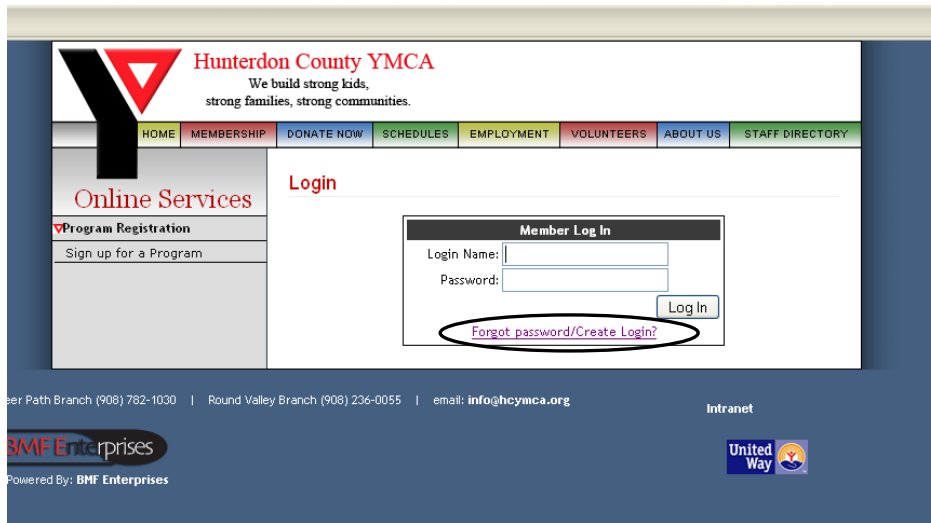 Hunterdon County YMCA
We build strong kids,
strong families, strong communities.
HOME MEMBERSHIP DONATE NOW SCHEDULES EMPLOYMENT VOLUNTEERS ABOUT US STAFF DIRECTORY
Online Services
Program Registration
Sign up for a Program
Login
Member Log In
Login Name:
Password:
Log In
Forgot password/Create Login?
eer Path Branch (908) 782-1030 | Round Valley Branch (908) 236-0055 | email: info@hcymca.org
Intranet
BMF Enterprises
United Way
Powered By: BMF Enterprises